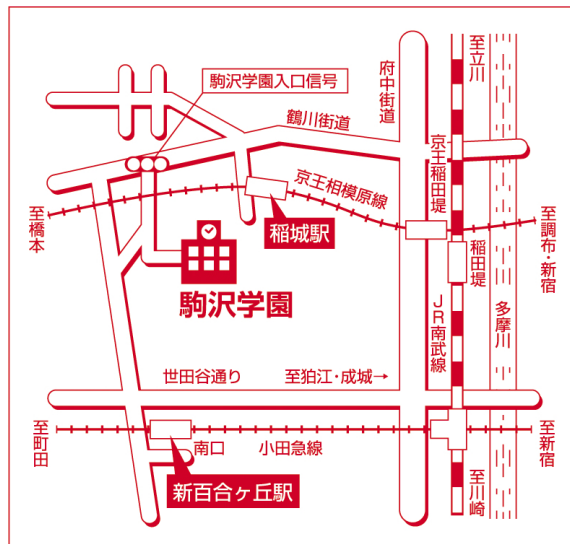 駒沢学園入口信号
鶴川街道
府中街道
至立川
京王稲田堤
京王相模原線
至橋本
稲城駅
至調布・新宿
稲田堤
駒沢学園
JR南武線
多摩川
世田谷通り
至狛江・成城→
至町田
南口
小田急線
至新宿
新百合ヶ丘駅
至川崎